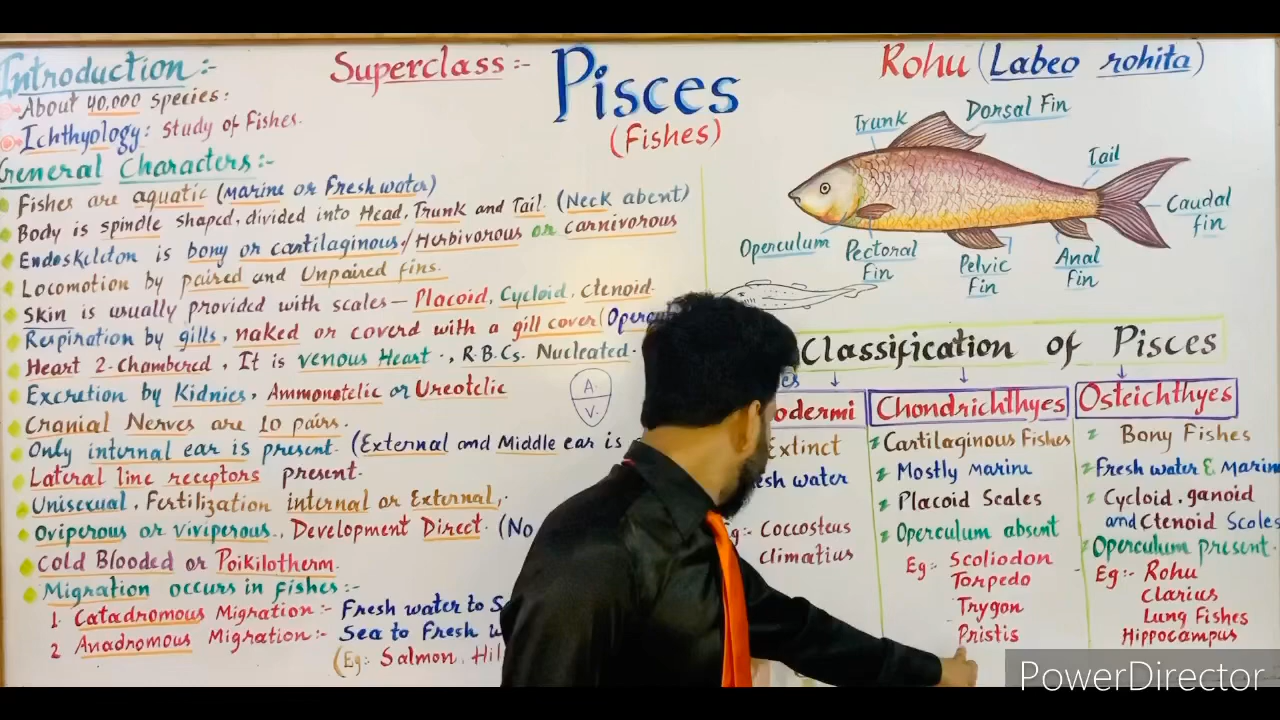 Introduction:-
About 40,000 species:
Ichthyology: Study of Fishes.
General Characters:-
Fishes are aquatic (Marine or Fresh water)
Body is spindle shaped, divided into Head, Trunk and Tail. (Neck abent)
Endoskeleton is bony or cartilaginous/Herbivorous or carnivorous
Locomotion by paired and Unpaired fins.
Skin is usually provided with scales— Placoid, Cycloid, Ctenoid.
Respiration by gills, naked or coverd with a gill cover (Opercu
Heart 2-Chambered, It is venous Heart., R.B.Cs. Nucleated.
Excretion by Kidnies, Ammonotelic or Ureotelic
Cranial Nerves are 10 pairs.
Only internal ear is present. (External and Middle ear is
Lateral line receptors present.
Unisexual, Fertilization internal or External,.
Oviperous or viviperous., Development Direct. (No
Cold Blooded or Poikilotherm.
Migration occurs in fishes:-
1. Catadromous Migration:- Fresh water to S
2 Anadromous Migration:- Sea to Fresh w
(Eg:- Salmon, Hil
A.
V.
Superclass:- Pisces
(Fishes)
Rohu (Labeo rohita)
Trunk
Dorsal Fin
Tail
Caudal
fin
Operculum
Pectoral
Fin
Pelvic
Fin
Anal
Fin
Classification of Pisces
es
odermi
Extinct
esh water
g:- Coccosteus
Climatius
Chondrichthyes
Cartilaginous Fishes
Mostly Marine
Placoid Scales
Operculum absent
Eg:- Scoliodon
Torpedo
Trygon
Pristis
Osteichthyes
Bony Fishes
Fresh water & Marin
Cycloid, ganoid
and Ctenoid Scales
Operculum present.
Eg:- Rohu
Clarius
Lung Fishes
Hippocampus
PowerDirector